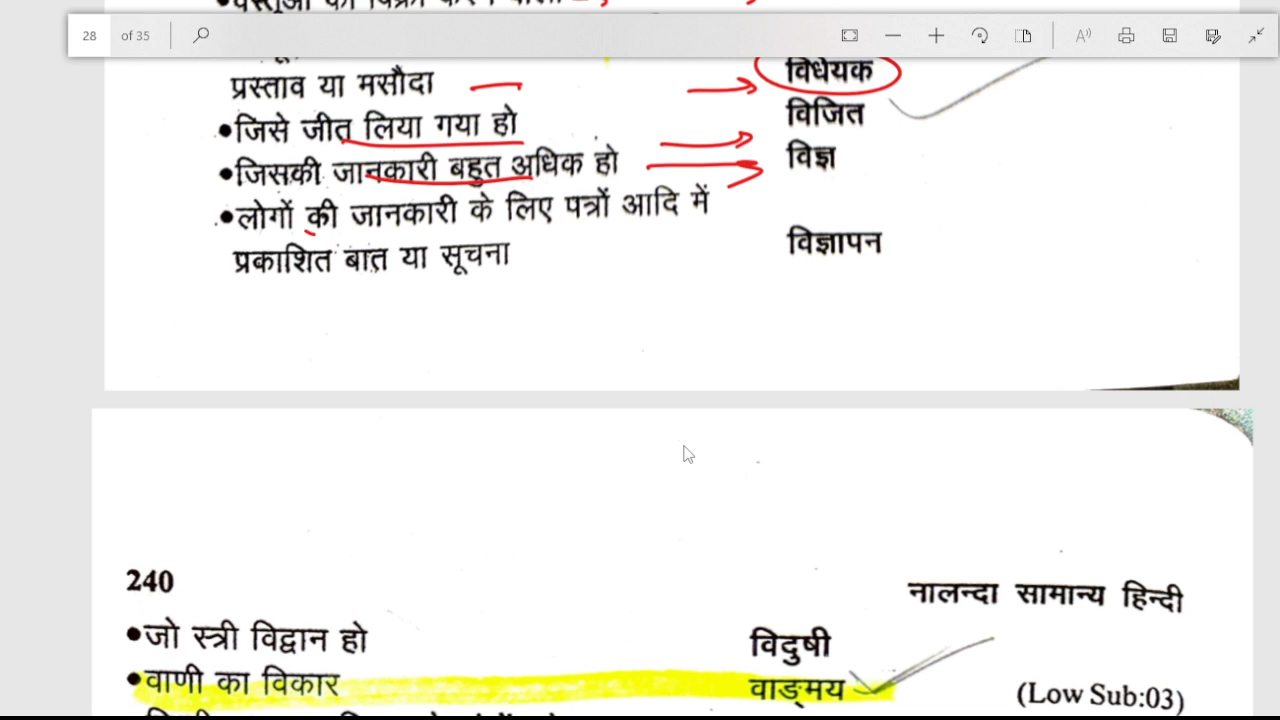 28 of 35
प्रस्ताव या मसौदा विधेयक
•जिसे जीत लिया गया हो विजित
•जिसकी जानकारी बहुत अधिक हो विज्ञ
•लोगों की जानकारी के लिए पत्रों आदि में
प्रकाशित बात या सूचना विज्ञापन
240
नालन्दा सामान्य हिन्दी
•जो स्त्री विद्वान हो विदुषी
•वाणी का विकार वाङ्मय (Low Sub:03)